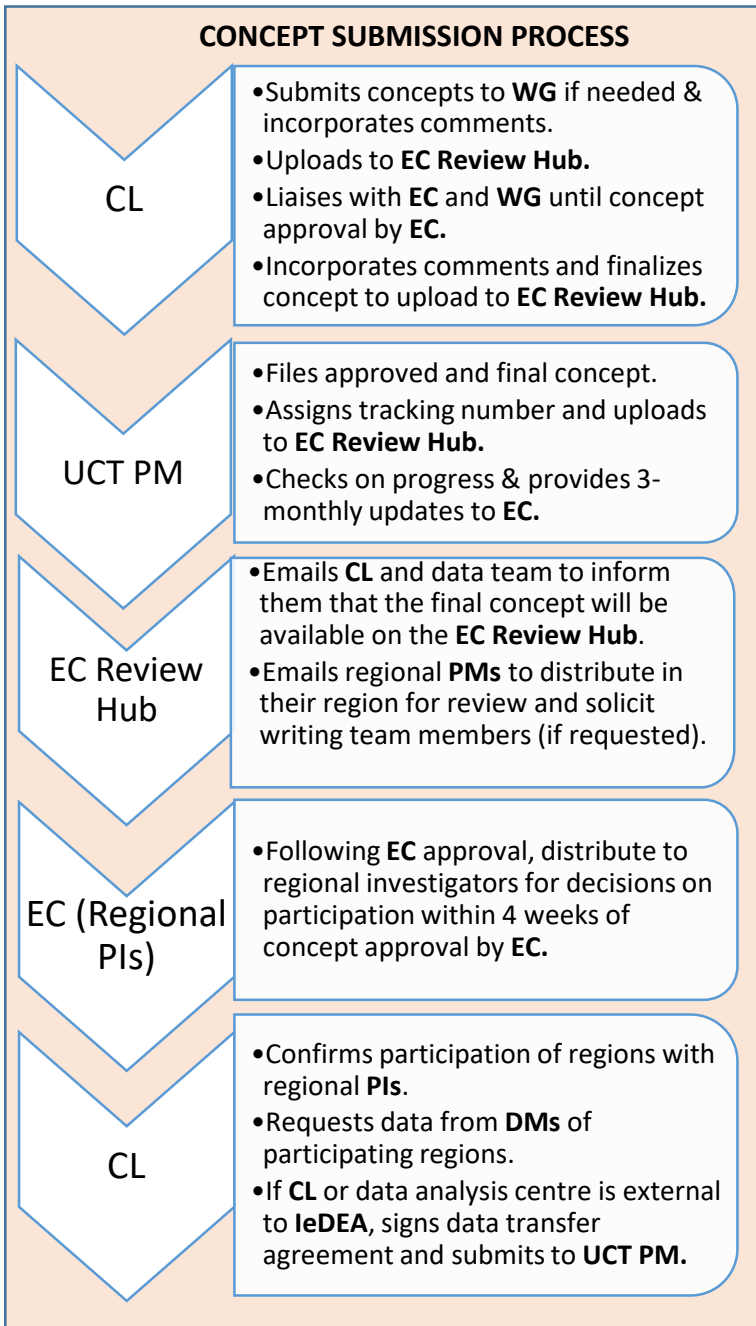 CONCEPT SUBMISSION PROCESS
CL
•Submits concepts to WG if needed &
incorporates comments.
•Uploads to EC Review Hub.
•Liaises with EC and WG until concept
approval by EC.
•Incorporates comments and finalizes
concept to upload to EC Review Hub.
UCT PM
•Files approved and final concept.
•Assigns tracking number and uploads
to EC Review Hub.
•Checks on progress & provides 3-
monthly updates to EC.
EC Review
Hub
•Emails CL and data team to inform
them that the final concept will be
available on the EC Review Hub.
•Emails regional PMs to distribute in
their region for review and solicit
writing team members (if requested).
EC (Regional
PIs)
•Following EC approval, distribute to
regional investigators for decisions on
participation within 4 weeks of
concept approval by EC.
CL
•Confirms participation of regions with
regional PIs.
•Requests data from DMs of
participating regions.
•If CL or data analysis centre is external
to IeDEA, signs data transfer
agreement and submits to UCT PM.